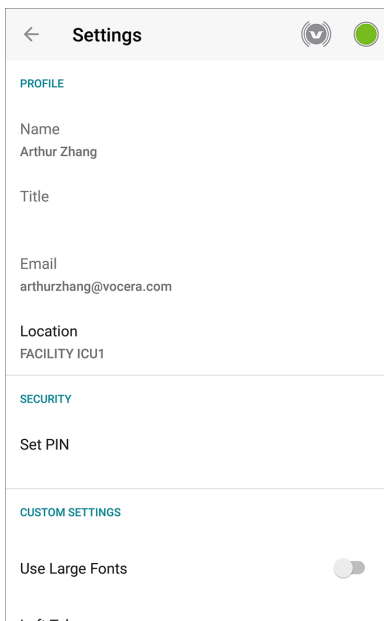 Settings
PROFILE
Name
Arthur Zhang
Title
Email
arthurzhang@vocera.com
Location
FACILITY ICU1
SECURITY
Set PIN
CUSTOM SETTINGS
Use Large Fonts